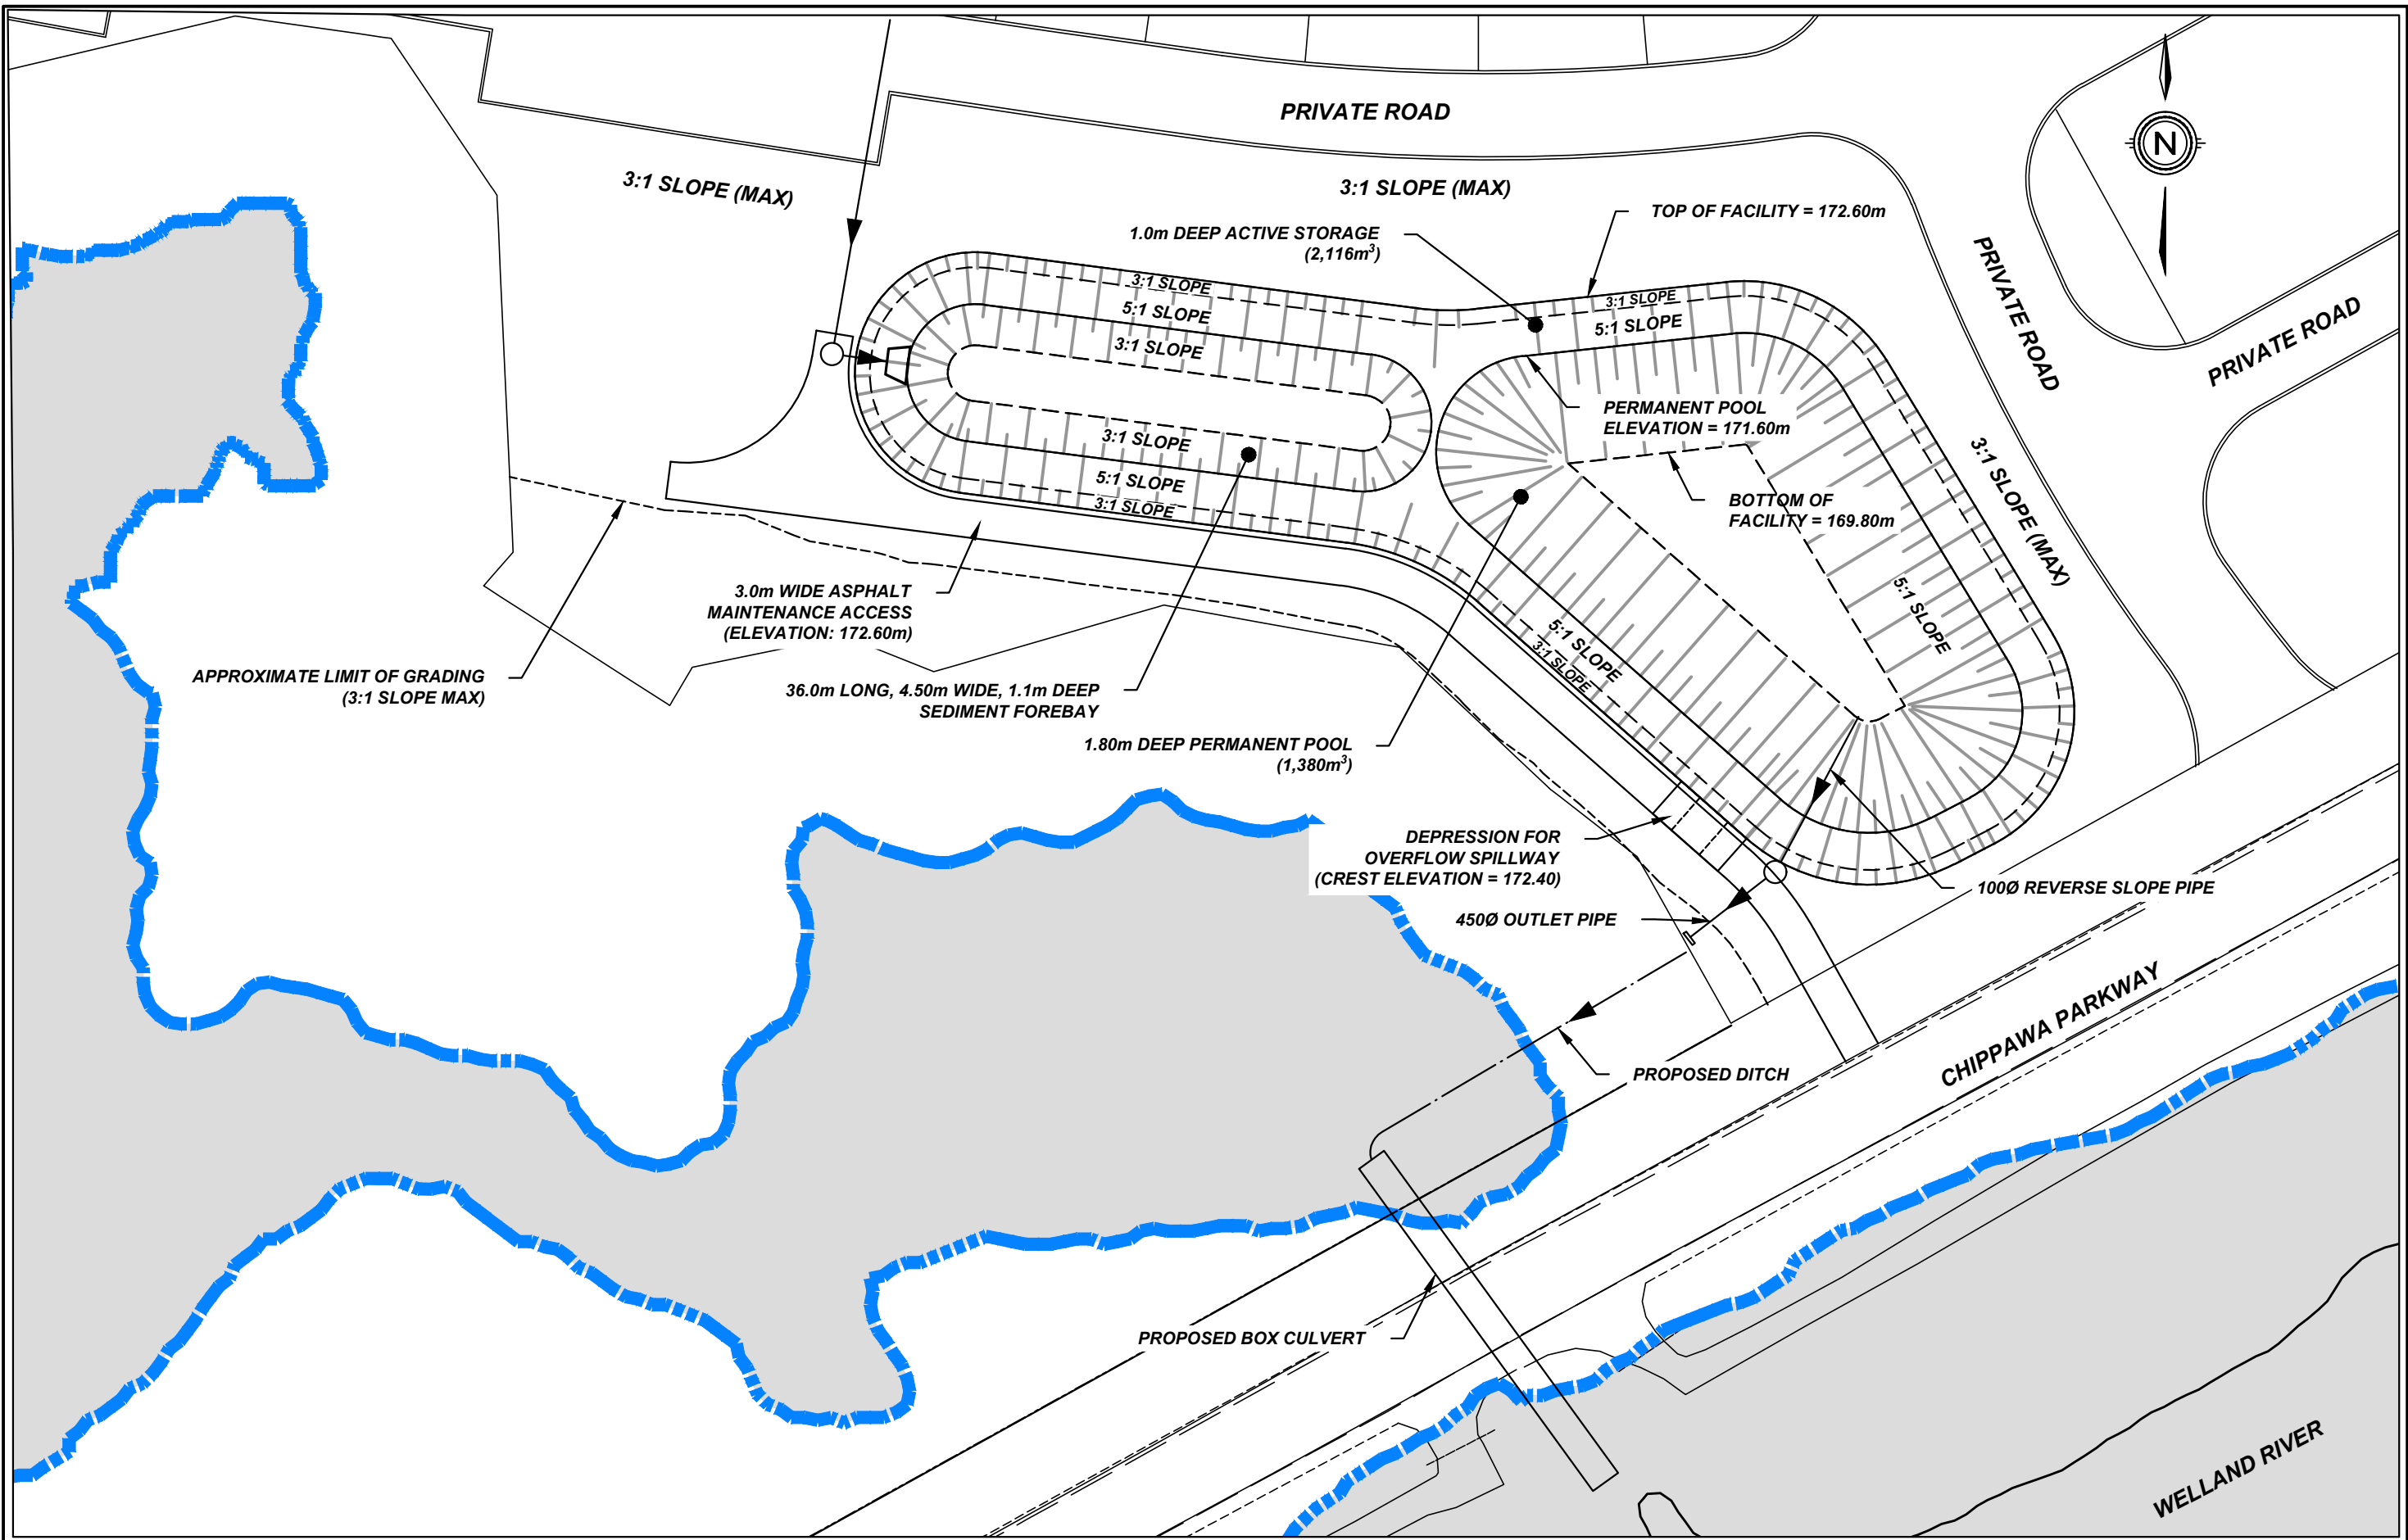 PRIVATE ROAD
N
3:1 SLOPE (MAX)
3:1 SLOPE (MAX)
TOP OF FACILITY = 172.60m
1.0m DEEP ACTIVE STORAGE
(2,116m³)
PRIVATE ROAD
PRIVATE ROAD
3:1 SLOPE
5:1 SLOPE
3:1 SLOPE
3:1 SLOPE
5:1 SLOPE
PERMANENT POOL
ELEVATION = 171.60m
3:1 SLOPE
5:1 SLOPE
3:1 SLOPE
3:1 SLOPE (MAX)
BOTTOM OF
FACILITY = 169.80m
3.0m WIDE ASPHALT
MAINTENANCE ACCESS
(ELEVATION: 172.60m)
5:1 SLOPE
5:1 SLOPE
3:1 SLOPE
APPROXIMATE LIMIT OF GRADING
(3:1 SLOPE MAX)
36.0m LONG, 4.50m WIDE, 1.1m DEEP
SEDIMENT FOREBAY
1.80m DEEP PERMANENT POOL
(1,380m³)
DEPRESSION FOR
OVERFLOW SPILLWAY
(CREST ELEVATION = 172.40)
100Ø REVERSE SLOPE PIPE
450Ø OUTLET PIPE
CHIPPAWA PARKWAY
PROPOSED DITCH
PROPOSED BOX CULVERT
WELLAND RIVER